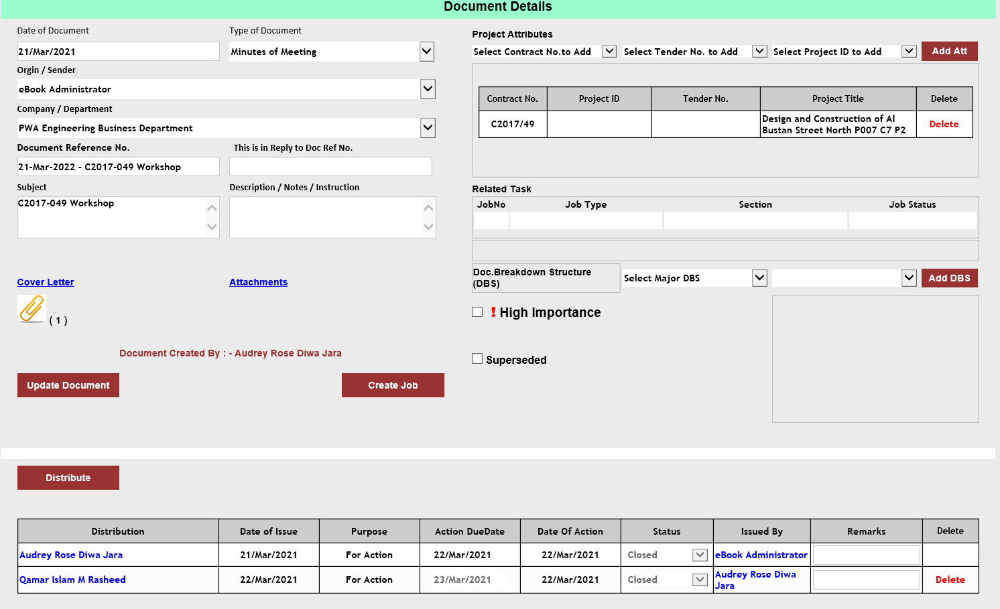 Document Details
Date of Document
Type of Document
21/Mar/2021
Minutes of Meeting
Orgin / Sender
eBook Administrator
Company / Department
PWA Engineering Business Department
Document Reference No.
This is in Reply to Doc Ref No.
21-Mar-2022 - C2017-049 Workshop
Subject
Description / Notes / Instruction
C2017-049 Workshop
Cover Letter
Attachments
( 1 )
Document Created By : - Audrey Rose Diwa Jara
Update Document
Create Job
Project Attributes
Select Contract No.to Add
Select Tender No. to Add
Select Project ID to Add
Add Att
Contract No. Project ID Tender No. Project Title Delete
C2017/49
Design and Construction of Al
Bustan Street North P007 C7 P2
Delete
Related Task
JobNo Job Type Section Job Status
Doc.Breakdown Structure
(DBS)
Select Major DBS
Add DBS
! High Importance
Superseded
Distribute
Distribution Date of Issue Purpose Action DueDate Date Of Action Status Issued By Remarks Delete
Audrey Rose Diwa Jara 21/Mar/2021 For Action 22/Mar/2021 22/Mar/2021 Closed eBook Administrator
Qamar Islam M Rasheed 22/Mar/2021 For Action 23/Mar/2021 22/Mar/2021 Closed
Audrey Rose Diwa
Jara
Delete